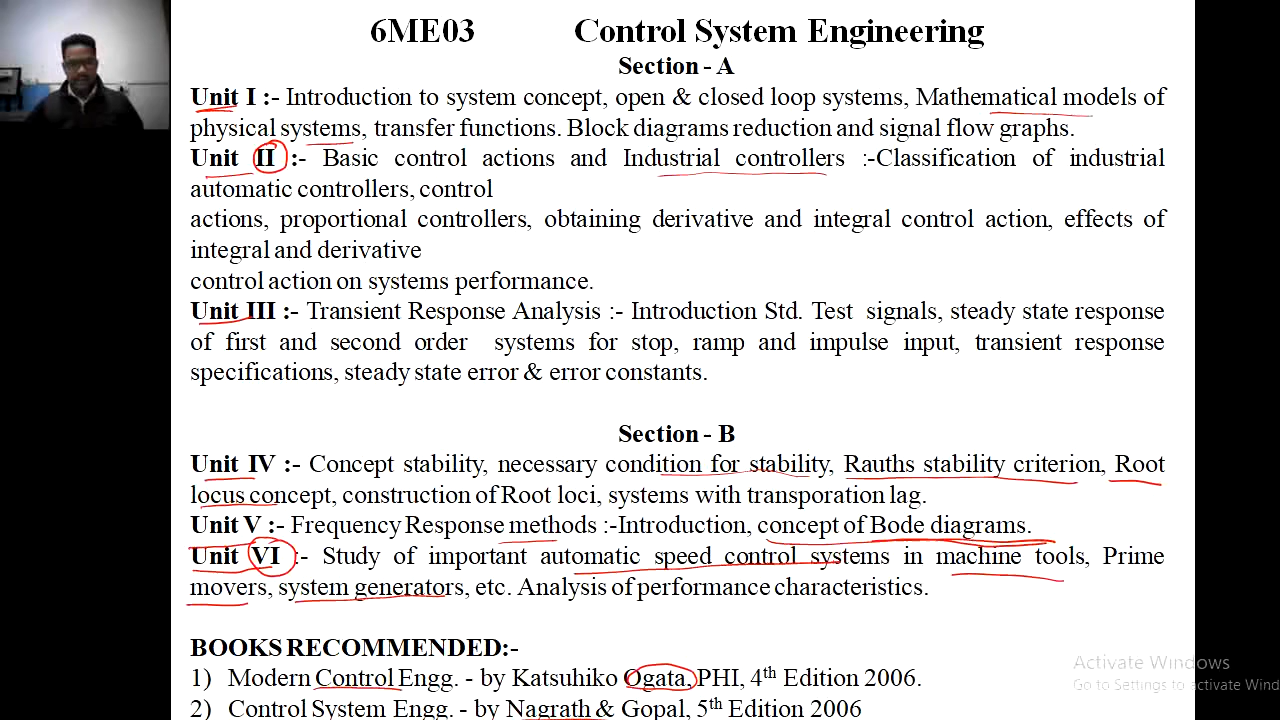 6ME03 Control System Engineering
Section - A
Unit I :- Introduction to system concept, open & closed loop systems, Mathematical models of
physical systems, transfer functions. Block diagrams reduction and signal flow graphs.
Unit II :- Basic control actions and Industrial controllers :-Classification of industrial
automatic controllers, control
actions, proportional controllers, obtaining derivative and integral control action, effects of
integral and derivative
control action on systems performance.
Unit III :- Transient Response Analysis :- Introduction Std. Test signals, steady state response
of first and second order systems for stop, ramp and impulse input, transient response
specifications, steady state error & error constants.
Section - B
Unit IV :- Concept stability, necessary condition for stability, Rauths stability criterion, Root
locus concept, construction of Root loci, systems with transporation lag.
Unit V :- Frequency Response methods :-Introduction, concept of Bode diagrams.
Unit VI :- Study of important automatic speed control systems in machine tools, Prime
movers, system generators, etc. Analysis of performance characteristics.
BOOKS RECOMMENDED:-
1) Modern Control Engg. - by Katsuhiko Ogata, PHI, 4th Edition 2006.
2) Control System Engg. - by Nagrath & Gopal, 5th Edition 2006
Activate Windows
Go to Settings to activate Wind